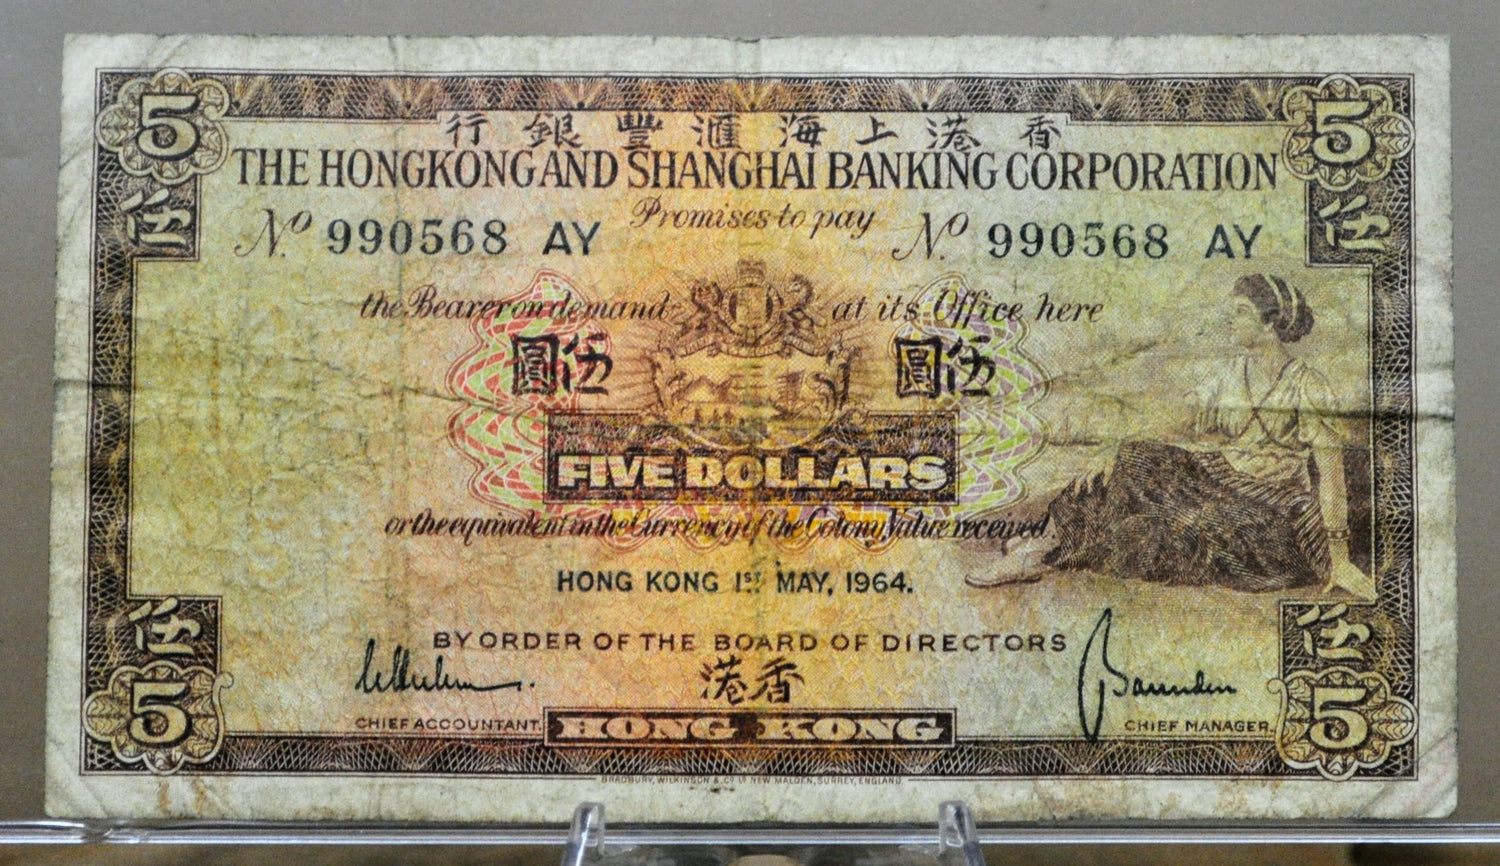 香港上海滙豐銀行
5 5
THE HONGKONG AND SHANGHAI BANKING CORPORATION
伍 伍
Promises to pay
No 990568 AY No 990568 AY
the Bearer on demand at its Office here
伍圓 伍圓
FIVE DOLLARS
or the equivalent in the Currency of the Colony Value received.
HONG KONG 1ST MAY, 1964.
伍 伍
BY ORDER OF THE BOARD OF DIRECTORS
香港
5 5
CHIEF ACCOUNTANT. HONG KONG CHIEF MANAGER.
BRADBURY, WILKINSON & Co. Ld. NEW MALDEN, SURREY, ENGLAND